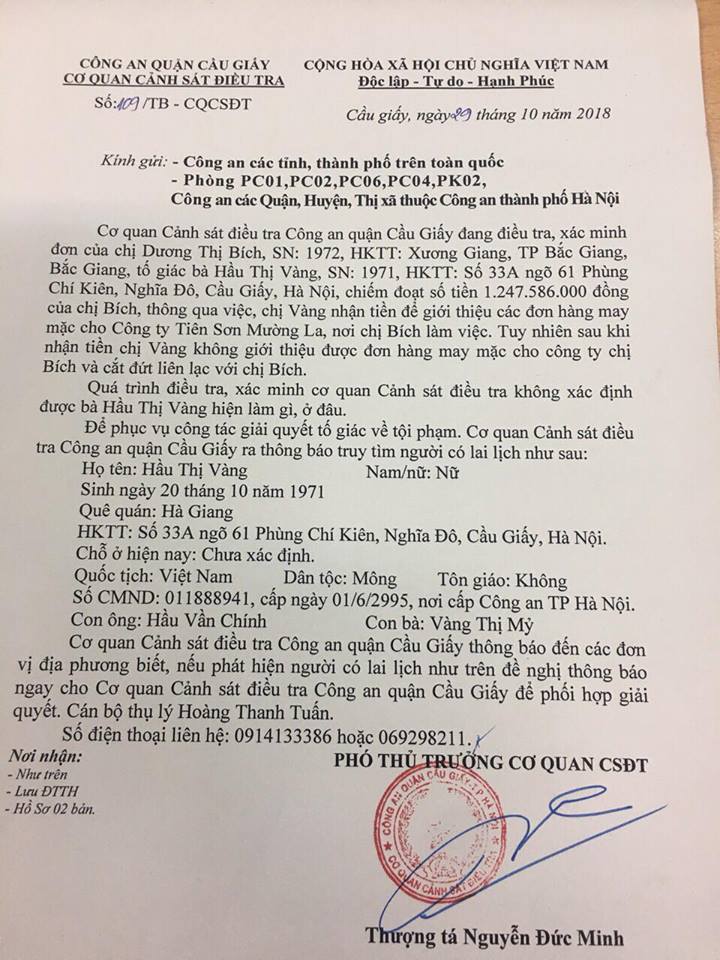 CÔNG AN QUẬN CẦU GIẢY
CƠ QUAN CẢNH SÁT ĐIỀU TRA
Số:109/TB - CQCSĐT
CỘNG HÒA XÃ HỘI CHỦ NGHĨA VIỆT NAM
Độc lập - Tự do - Hạnh Phúc
Cầu giấy, ngày 29 tháng 10 năm 2018
Kính gửi: - Công an các tỉnh, thành phố trên toàn quốc
- Phòng PC01,PC02,PC06,PC04,PK02,
Công an các Quận, Huyện, Thị xã thuộc Công an thành phố Hà Nội
Cơ quan Cảnh sát điều tra Công an quận Cầu Giấy đang điều tra, xác minh
đơn của chị Dương Thị Bích, SN: 1972, HKTT: Xương Giang, TP Bắc Giang,
Bắc Giang, tố giác bà Hầu Thị Vàng, SN: 1971, HKTT: Số 33A ngõ 61 Phùng
Chí Kiên, Nghĩa Đô, Cầu Giấy, Hà Nội, chiếm đoạt số tiền 1.247.586.000 đồng
của chị Bích, thông qua việc, chị Vàng nhận tiền để giới thiệu các đơn hàng may
mặc cho Công ty Tiên Sơn Mường La, nơi chị Bích làm việc. Tuy nhiên sau khi
nhận tiền chị Vàng không giới thiệu được đơn hàng may mặc cho công ty chị
Bích và cắt đứt liên lạc với chị Bích.
Quá trình điều tra, xác minh cơ quan Cảnh sát điều tra không xác định
được bà Hầu Thị Vàng hiện làm gì, ở đâu.
Để phục vụ công tác giải quyết tố giác về tội phạm. Cơ quan Cảnh sát điều
tra Công an quận Cầu Giấy ra thông báo truy tìm người có lai lịch như sau:
Họ tên: Hầu Thị Vàng Nam/nữ: Nữ
Sinh ngày 20 tháng 10 năm 1971
Quê quán: Hà Giang
HKTT: Số 33A ngõ 61 Phùng Chí Kiên, Nghĩa Đô, Cầu Giấy, Hà Nội.
Chỗ ở hiện nay: Chưa xác định.
Quốc tịch: Việt Nam Dân tộc: Mông Tôn giáo: Không
Số CMND: 011888941, cấp ngày 01/6/2995, nơi cấp Công an TP Hà Nội.
Con ông: Hầu Vần Chính Con bà: Vàng Thị Mỷ
Cơ quan Cảnh sát điều tra Công an quận Cầu Giấy thông báo đến các đơn
vị địa phương biết, nếu phát hiện người có lai lịch như trên đề nghị thông báo
ngay cho Cơ quan Cảnh sát điều tra Công an quận Cầu Giấy để phối hợp giải
quyết. Cán bộ thụ lý Hoàng Thanh Tuấn.
Số điện thoại liên hệ: 0914133386 hoặc 069298211.
Nơi nhận:
- Như trên
- Lưu ĐTTH
- Hồ Sơ 02 bản.
PHÓ THỦ TRƯỞNG CƠ QUAN CSĐT
CÔNG AN QUẬN CẦU GIẤY-T.P HÀ NỘI
CƠ QUAN CẢNH SÁT ĐIỀU TRA
Thượng tá Nguyễn Đức Minh